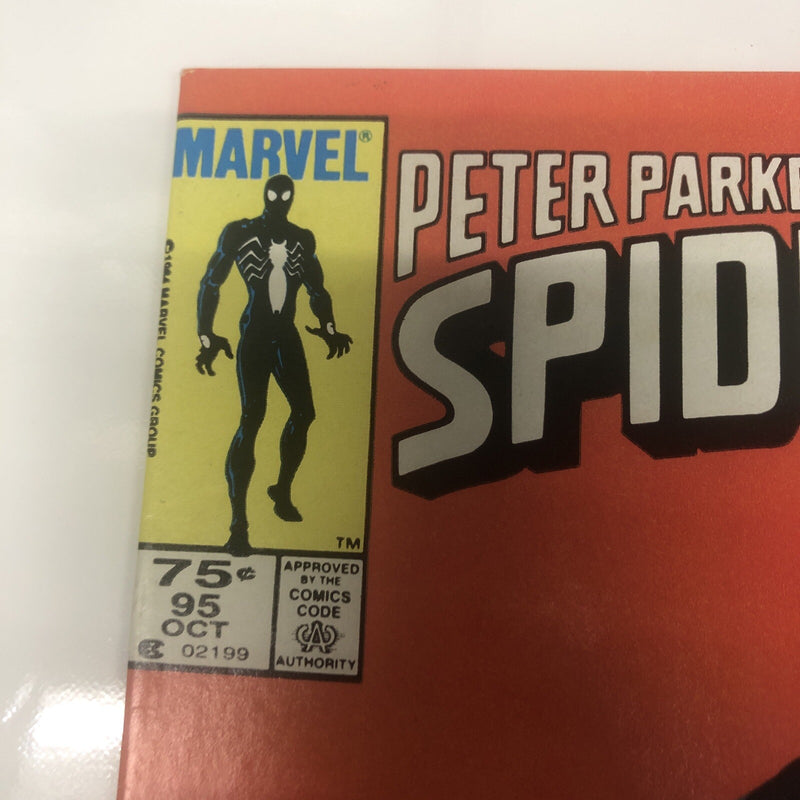 MARVEL®
PETER PARKE
SPID
©1984 MARVEL COMICS GROUP
TM
75¢
95
OCT
02199
APPROVED
BY THE
COMICS
CODE
CA
AUTHORITY